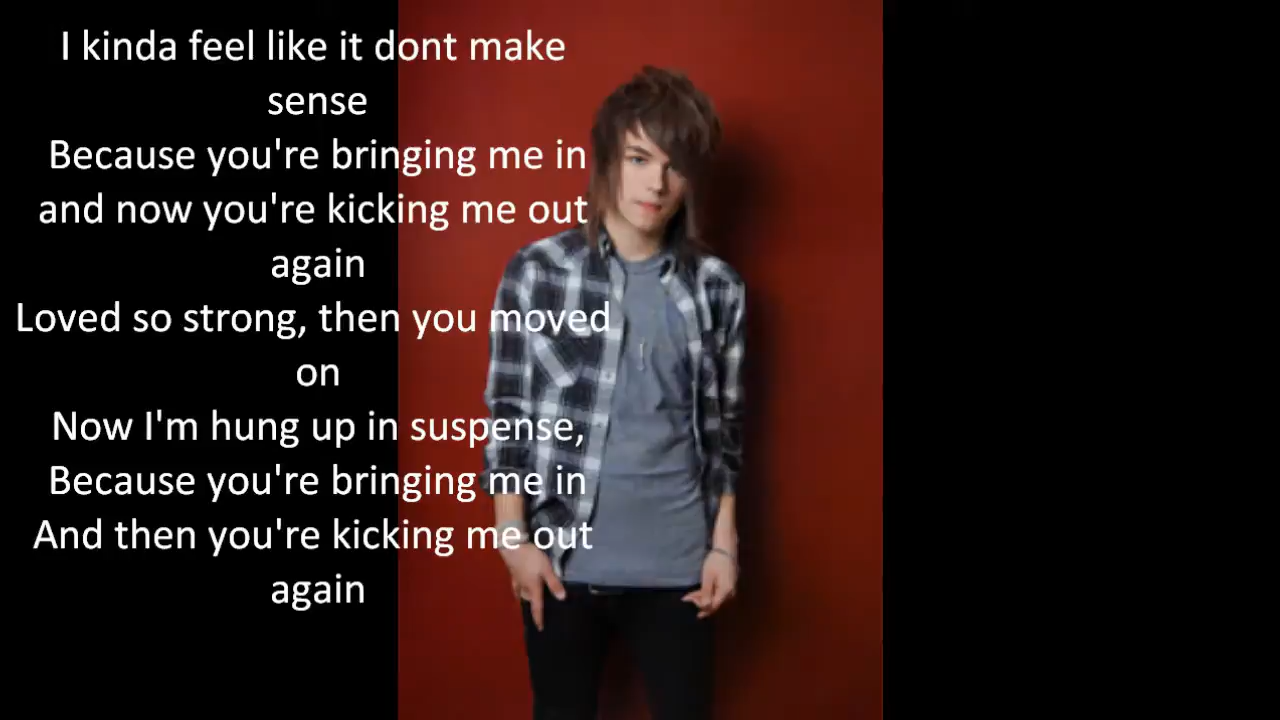 I kinda feel like it dont make
sense
Because you're bringing me in
and now you're kicking me out
again
Loved so strong, then you moved
on
Now I'm hung up in suspense,
Because you're bringing me in
And then you're kicking me out
again